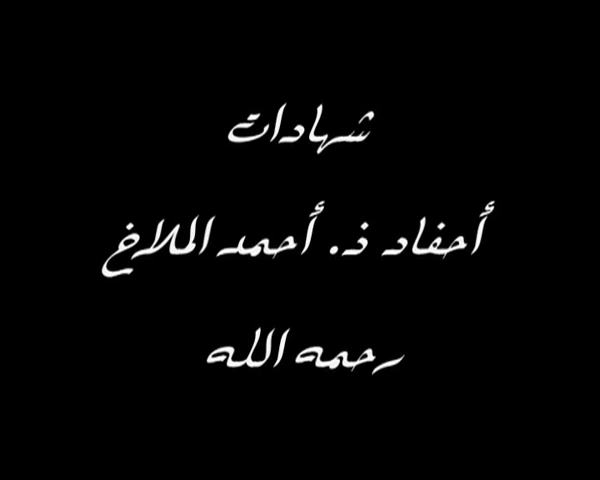 شهادات
أحفاد ذ. أحمد الملاخ
رحمه الله